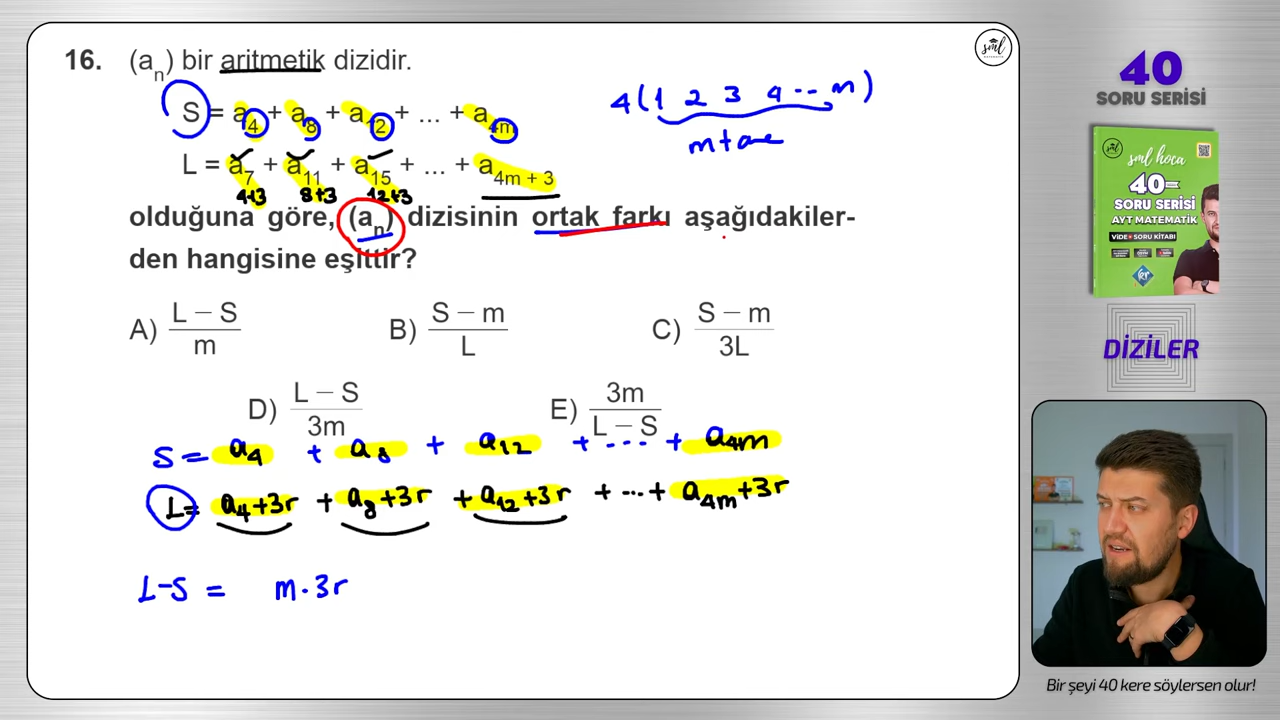 16. (aₙ) bir aritmetik dizidir.
S = a₄ + a₈ + a₁₂ + ... + a₄ₘ
L = a₇ + a₁₁ + a₁₅ + ... + a₄ₘ ₊ ₃
4+3 8+3 12+3
olduğuna göre, (aₙ) dizisinin ortak farkı aşağıdakiler-
den hangisine eşittir?
4(1 2 3 4 ... m)
m tane
A) L – S / m
B) S – m / L
C) S – m / 3L
D) L – S / 3m
E) 3m / L – S
S = a₄ + a₈ + a₁₂ + ... + a₄ₘ
L = a₄+3r + a₈+3r + a₁₂+3r + ... + a₄ₘ+3r
L-S = m.3r
sml
40
SORU SERİSİ
sml hoca
40
SORU SERİSİ
AYT MATEMATİK
VİDEO SORU KİTABI
DİZİLER
Bir şeyi 40 kere söylersen olur!